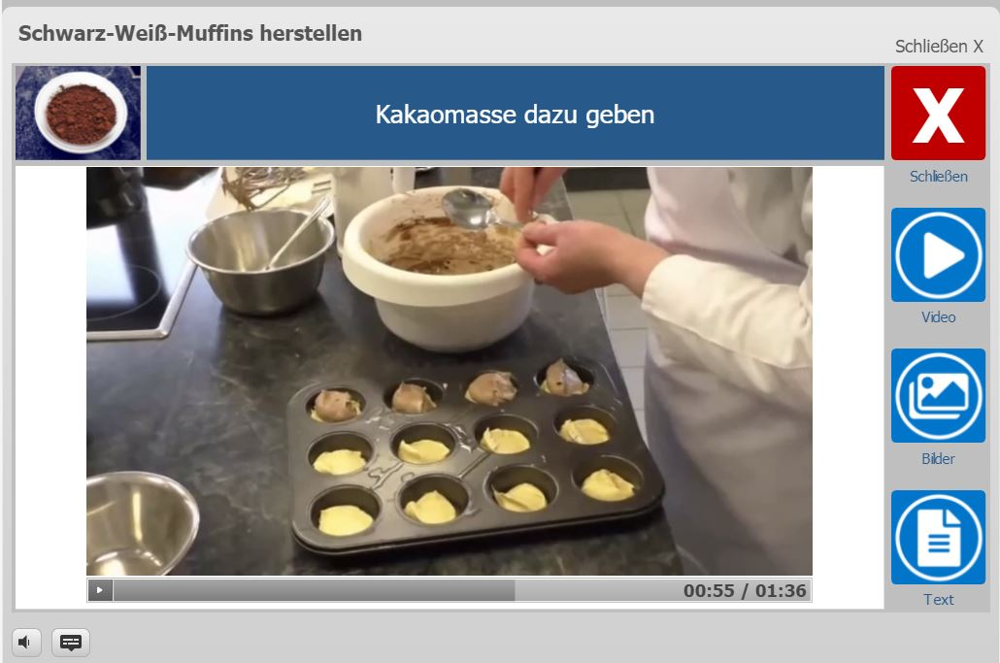 Schwarz-Weiß-Muffins herstellen
Schließen X
Kakaomasse dazu geben
X
Schließen
Video
Bilder
Text
00:55 / 01:36